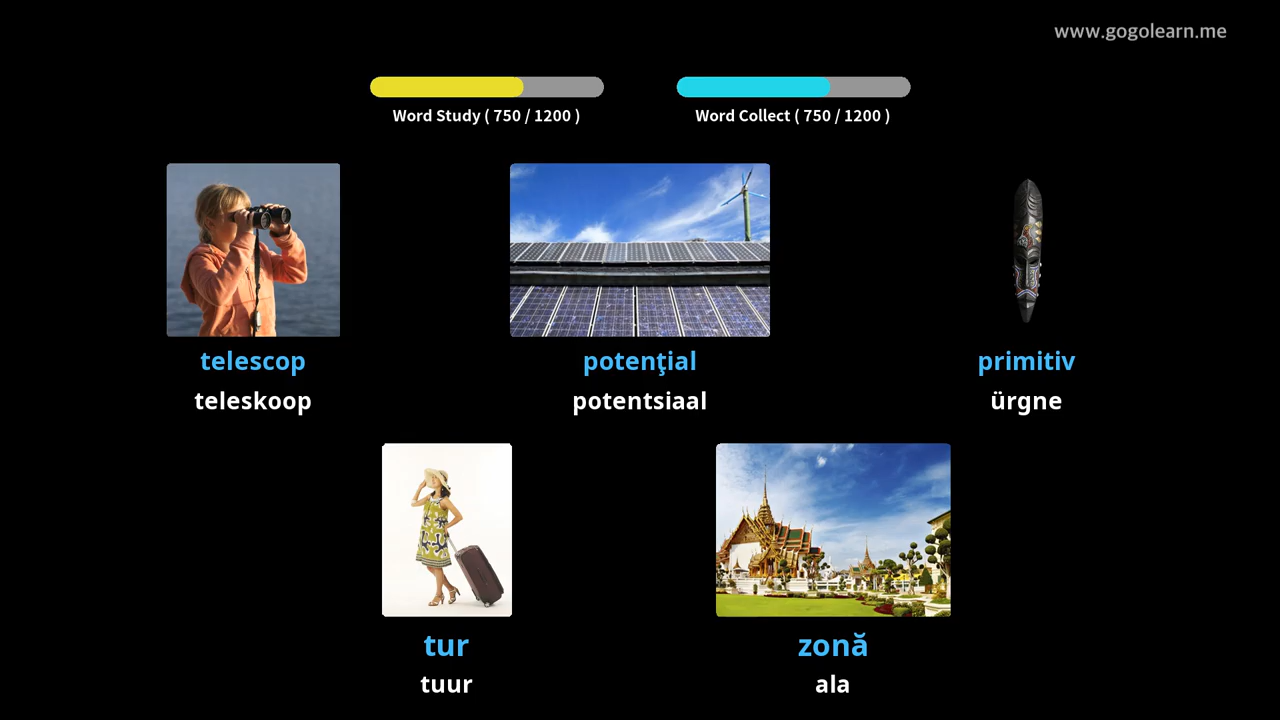 www.gogolearn.me
Word Study ( 750 / 1200 )
Word Collect ( 750 / 1200 )
telescop
potenţial
primitiv
teleskoop
potentsiaal
ürgne
tur
zonă
tuur
ala